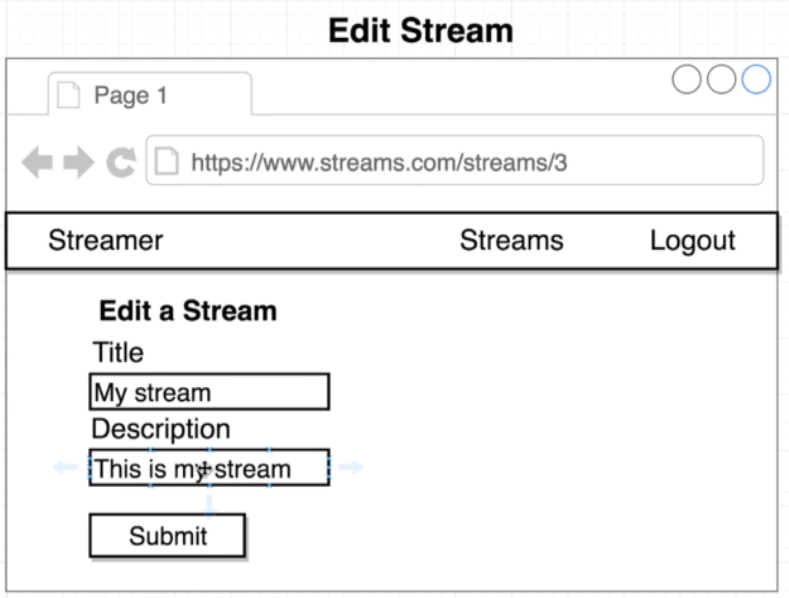 Edit Stream
Page 1
https://www.streams.com/streams/3
Streamer Streams Logout
Edit a Stream
Title
My stream
Description
This is my stream
Submit